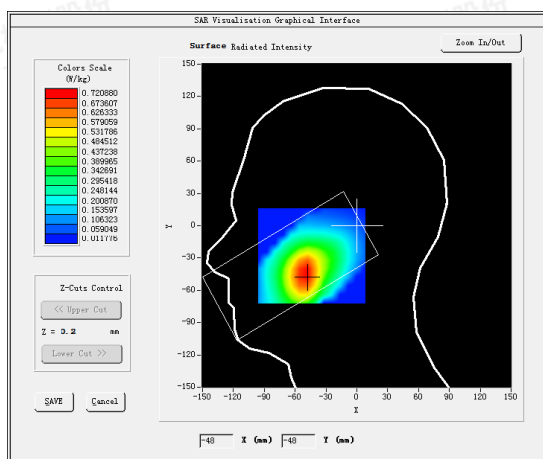 SAR Visualisation Graphical Interface
Surface Radiated Intensity
Zoom In/Out
Colors Scale
(W/kg)
0.720880
0.673607
0.626333
0.579059
0.531786
0.484512
0.437238
0.389965
0.342691
0.295418
0.248144
0.200870
0.153597
0.106323
0.059049
0.011776
150
120
90
60
30
0
-30
-60
-90
-120
-150
Y
-150 -120 -90 -60 -30 0 30 60 90 120 150
X
Z-Cuts Control
<< Upper Cut
Z = 0.2 mm
Lower Cut >>
SAVE Cancel
-48 X (mm) -48 Y (mm)